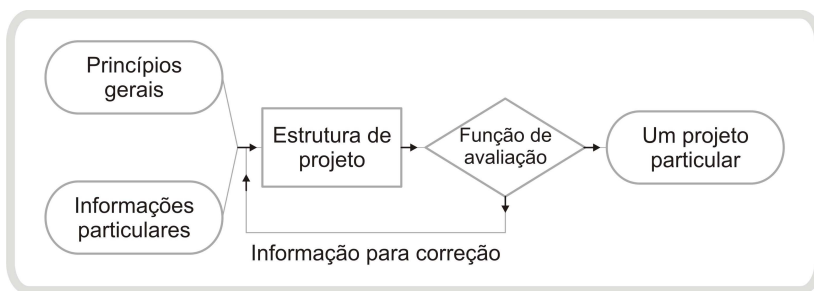 Princípios
gerais
Informações
particulares
Estrutura de
projeto
Função de
avaliação
Um projeto
particular
Informação para correção